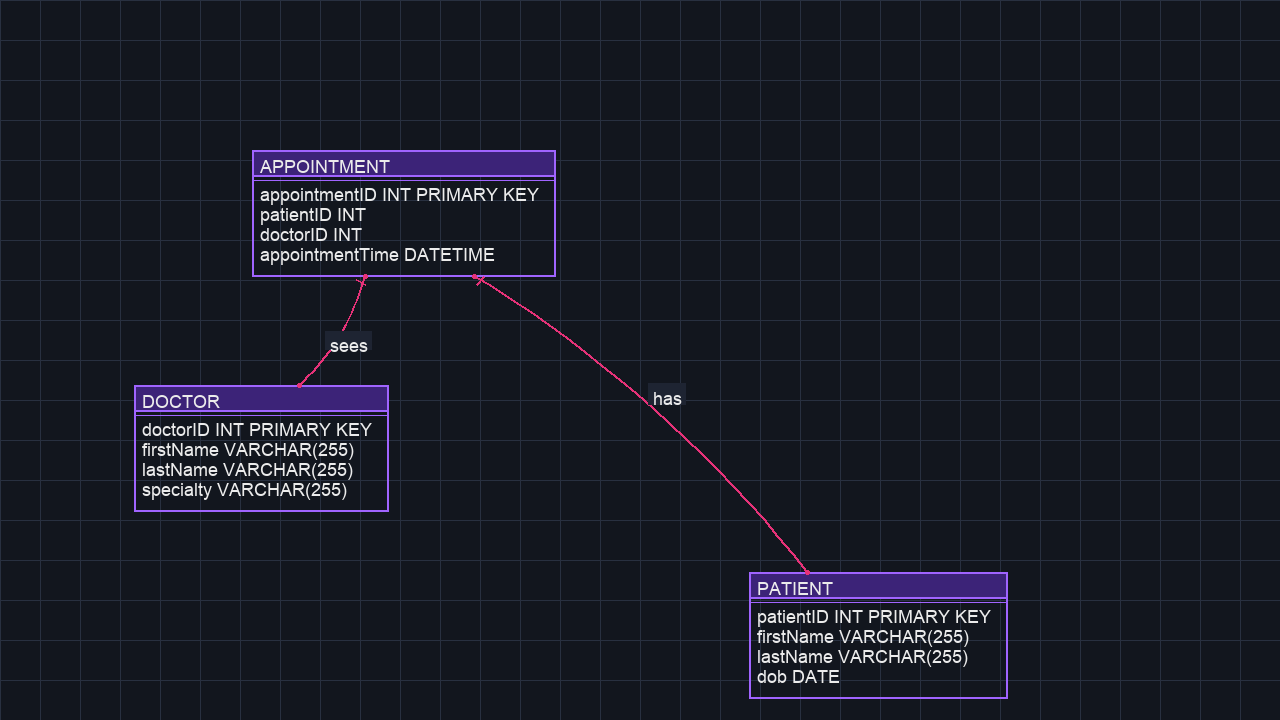 APPOINTMENT
appointmentID INT PRIMARY KEY
patientID INT
doctorID INT
appointmentTime DATETIME
sees
has
DOCTOR
doctorID INT PRIMARY KEY
firstName VARCHAR(255)
lastName VARCHAR(255)
specialty VARCHAR(255)
PATIENT
patientID INT PRIMARY KEY
firstName VARCHAR(255)
lastName VARCHAR(255)
dob DATE